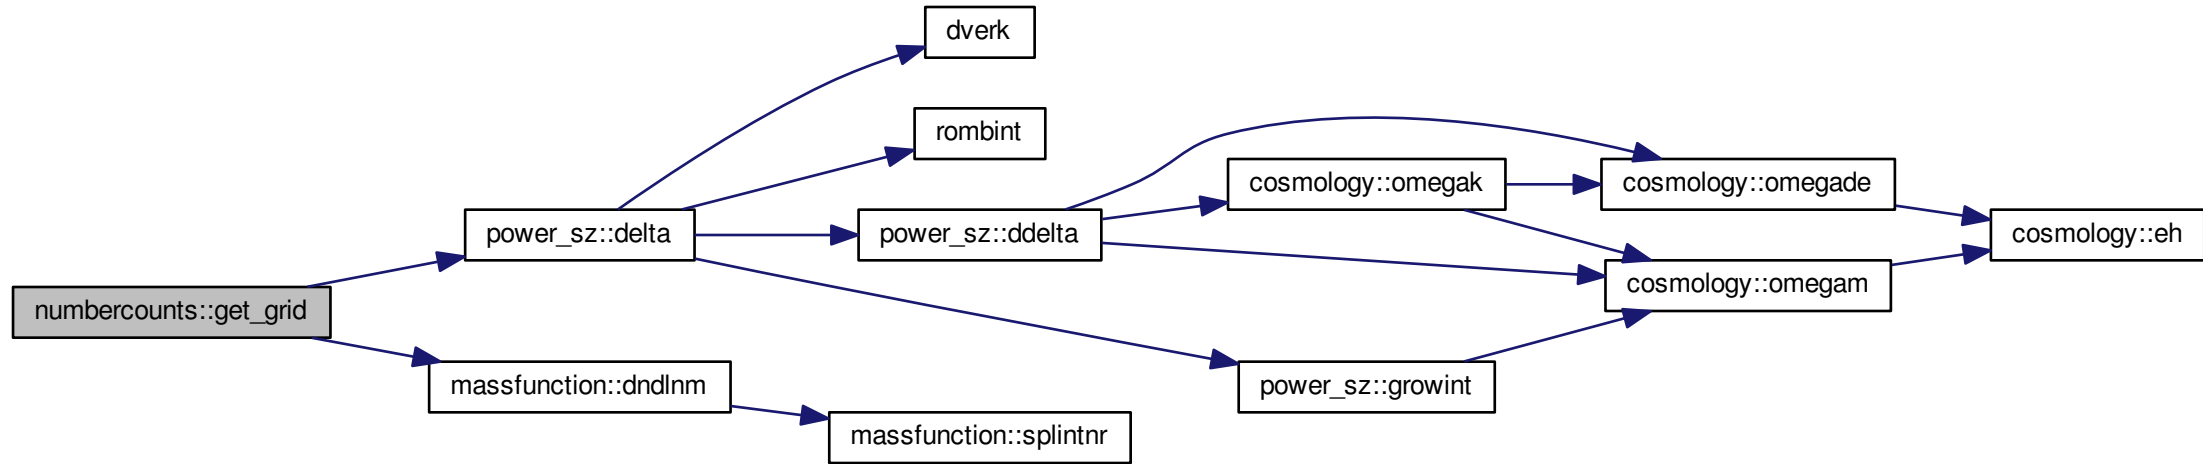 dverk
rombint
cosmology::omegak
cosmology::omegade
power_sz::delta
power_sz::ddelta
cosmology::eh
cosmology::omegam
numbercounts::get_grid
massfunction::dndlnm
power_sz::growint
massfunction::splintnr